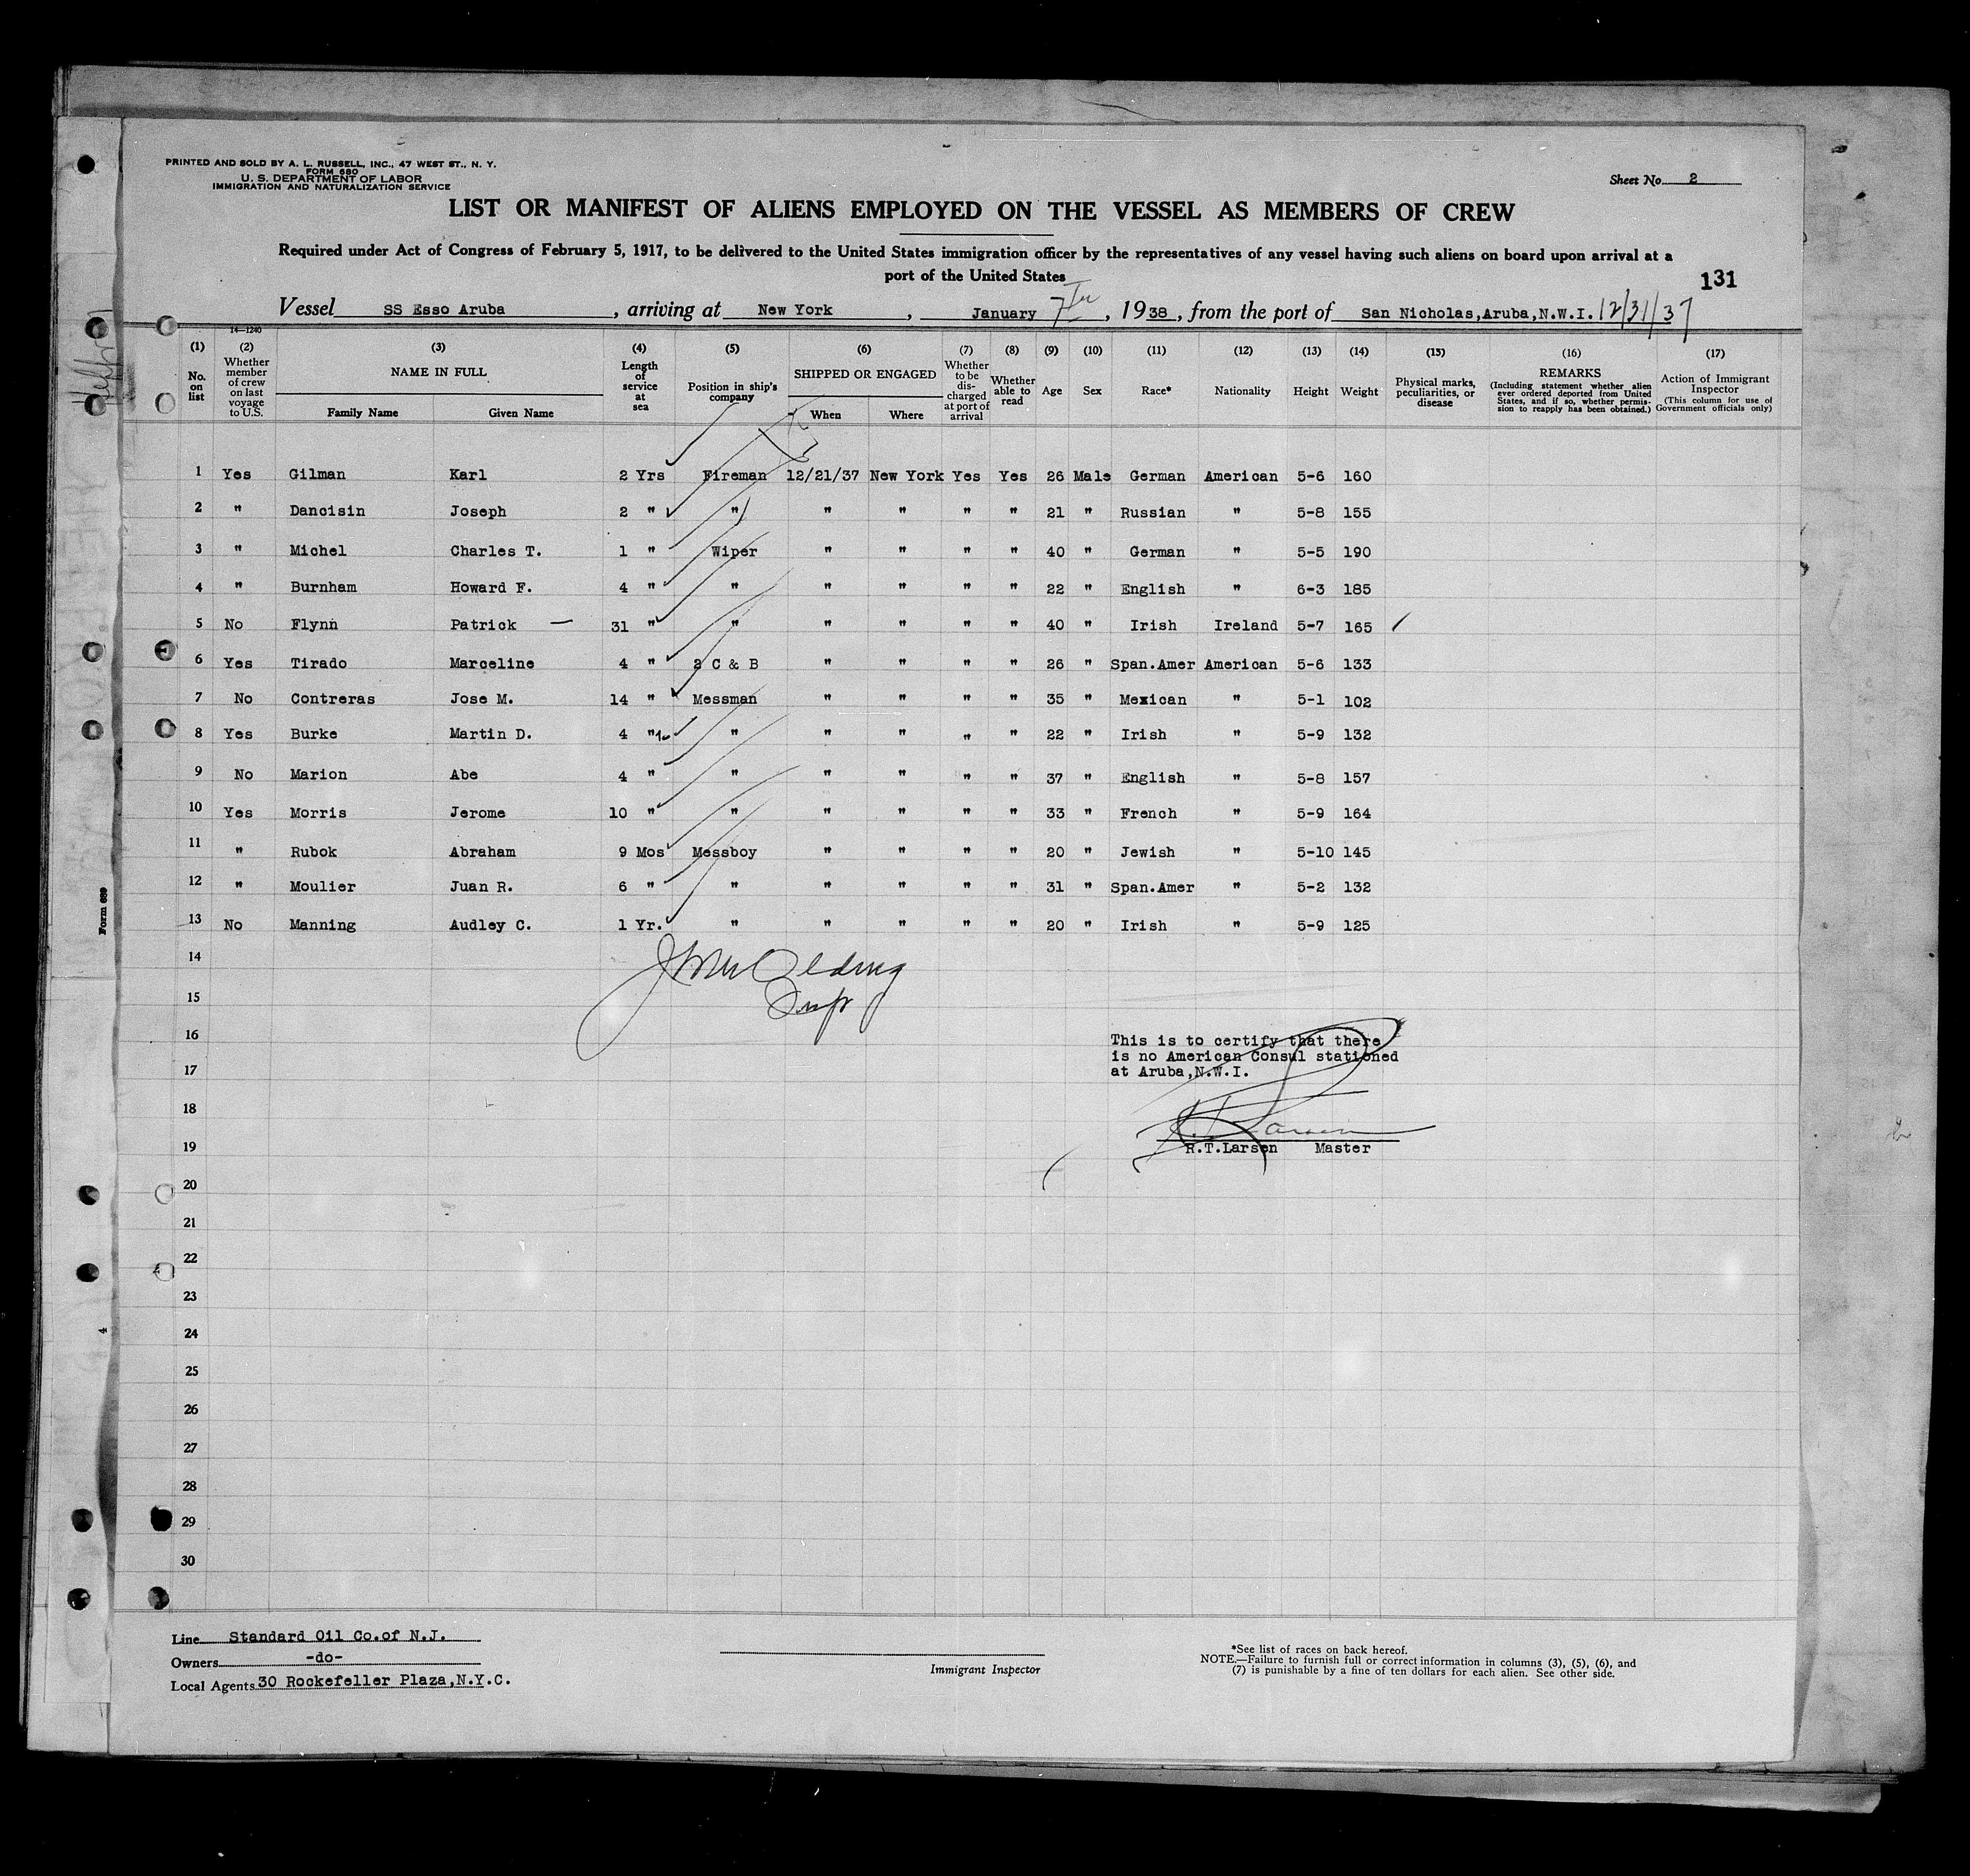 PRINTED AND SOLD BY A. L. RUSSELL, INC., 47 WEST ST., N. Y.
FORM 680
U. S. DEPARTMENT OF LABOR
IMMIGRATION AND NATURALIZATION SERVICE
Sheet No. 2
LIST OR MANIFEST OF ALIENS EMPLOYED ON THE VESSEL AS MEMBERS OF CREW
Required under Act of Congress of February 5, 1917, to be delivered to the United States immigration officer by the representatives of any vessel having such aliens on board upon arrival at a
port of the United States
131
Vessel SS Esso Aruba, arriving at New York, January 7th, 1938, from the port of San Nicholas,Aruba,N.W.I. 12/31/37
14—1240
(1) No. on list
(2) Whether member of crew on last voyage to U.S.
(3) NAME IN FULL
Family Name Given Name
(4) Length of service at sea
(5) Position in ship's company
(6) SHIPPED OR ENGAGED
When Where
(7) Whether to be discharged at port of arrival
(8) Whether able to read
(9) Age
(10) Sex
(11) Race*
(12) Nationality
(13) Height
(14) Weight
(15) Physical marks, peculiarities, or disease
(16) REMARKS (Including statement whether alien ever ordered deported from United States, and if so, whether permission to reapply has been obtained.)
(17) Action of Immigrant Inspector (This column for use of Government officials only)
1 Yes Gilman Karl 2 Yrs Fireman 12/21/37 New York Yes Yes 26 Male German American 5-6 160
2 " Dancisin Joseph 2 " " " " " " 21 " Russian " 5-8 155
3 " Michel Charles T. 1 " Wiper " " " " 40 " German " 5-5 190
4 " Burnham Howard F. 4 " " " " " " 22 " English " 6-3 185
5 No Flynn Patrick — 31 " " " " " " 40 " Irish Ireland 5-7 165
6 Yes Tirado Marceline 4 " 2 C & B " " " " 26 " Span.Amer American 5-6 133
7 No Contreras Jose M. 14 " Messman " " " " 35 " Mexican " 5-1 102
8 Yes Burke Martin D. 4 " " " " " " 22 " Irish " 5-9 132
9 No Marion Abe 4 " " " " " " 37 " English " 5-8 157
10 Yes Morris Jerome 10 " " " " " " 33 " French " 5-9 164
11 " Rubok Abraham 9 Mos Messboy " " " " 20 " Jewish " 5-10 145
12 " Moulier Juan R. 6 " " " " " " 31 " Span.Amer " 5-2 132
13 No Manning Audley C. 1 Yr. " " " " " 20 " Irish " 5-9 125
14
15
16
17
18
19
20
21
22
23
24
25
26
27
28
29
30
This is to certify that there
is no American Consul stationed
at Aruba,N.W.I.
R.T.Larsen Master
Form 689
4
Line Standard Oil Co.of N.J.
Owners -do-
Local Agents 30 Rockefeller Plaza,N.Y.C.
Immigrant Inspector
*See list of races on back hereof.
NOTE.—Failure to furnish full or correct information in columns (3), (5), (6), and
(7) is punishable by a fine of ten dollars for each alien. See other side.